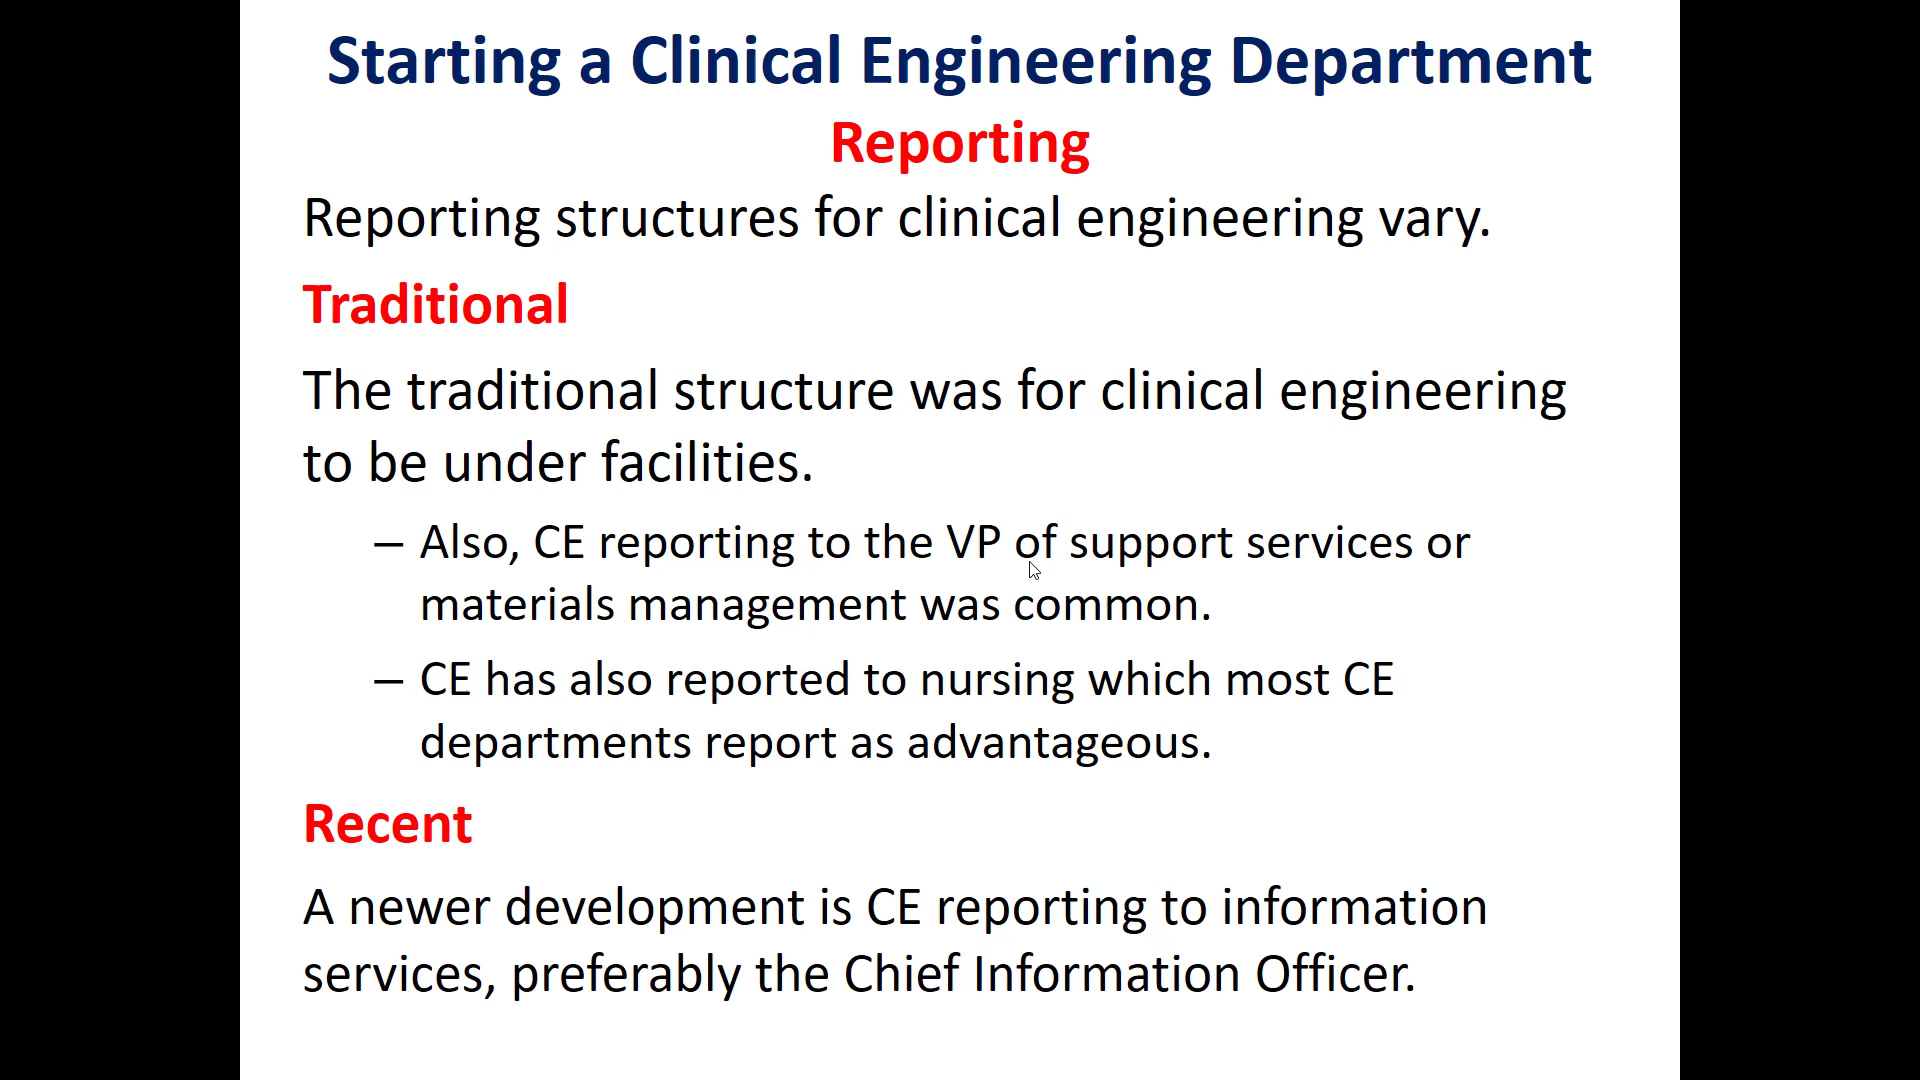 Starting a Clinical Engineering Department
Reporting
Reporting structures for clinical engineering vary.
Traditional
The traditional structure was for clinical engineering
to be under facilities.
– Also, CE reporting to the VP of support services or
materials management was common.
– CE has also reported to nursing which most CE
departments report as advantageous.
Recent
A newer development is CE reporting to information
services, preferably the Chief Information Officer.